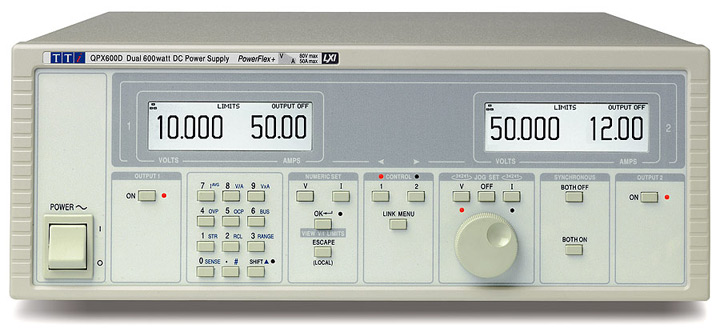 TTi QPX600D Dual 600watt DC Power Supply PowerFlex+ V 80V max A 50A max LXI
LIMITS OUTPUT OFF
10.000 50.00
1 VOLTS AMPS
LIMITS OUTPUT OFF
50.000 12.00
VOLTS AMPS 2
OUTPUT 1
ON
POWER
I
O
7 I AVG 8 V/A 9 VxA
4 OVP 5 OCP 6 BUS
1 STR 2 RCL 3 RANGE
0 SENSE . # SHIFT
NUMERIC SET
V I
OK
VIEW V/I LIMITS
ESCAPE
(LOCAL)
CONTROL
1 2
LINK MENU
JOG SET
V OFF I
SYNCHRONOUS
BOTH OFF
BOTH ON
OUTPUT 2
ON